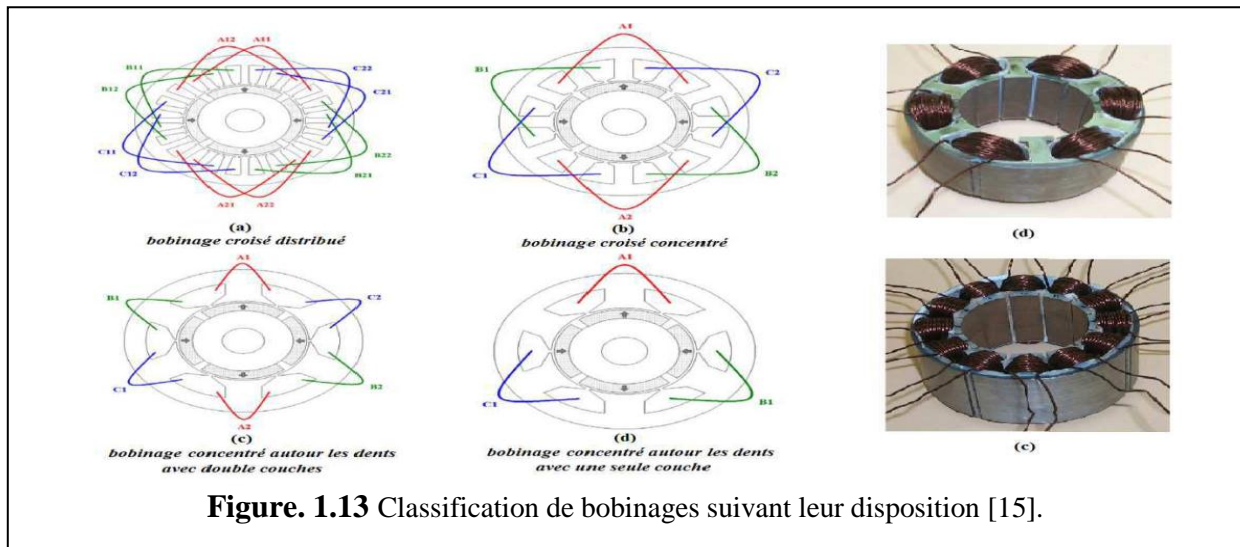 A12 A11
B11 C22
B12 C21
C11 B22
C12 B21
A21 A22
(a)
bobinage croisé distribué
A1
B1 C2
C1 B2
A2
(b)
bobinage croisé concentré
(d)
A1
B1 C2
C1 B2
A2
(c)
bobinage concentré autour les dents
avec double couches
A1
C1 B1
(d)
bobinage concentré autour les dents
avec une seule couche
(c)
Figure. 1.13 Classification de bobinages suivant leur disposition [15].